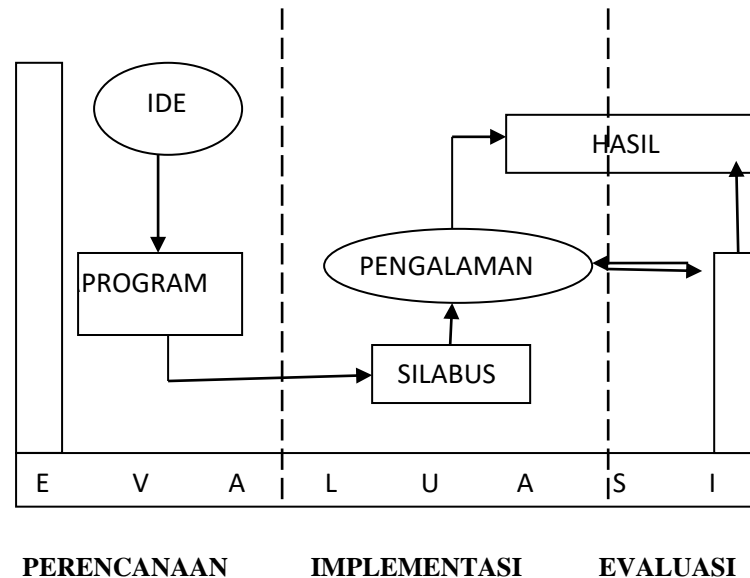 IDE
HASIL
PROGRAM
PENGALAMAN
SILABUS
E V A L U A S I
PERENCANAAN IMPLEMENTASI EVALUASI